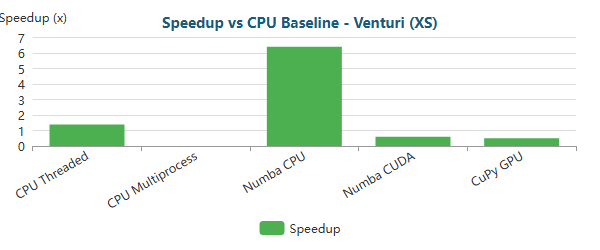 Speedup (x)
Speedup vs CPU Baseline - Venturi (XS)
7
6
5
4
3
2
1
0
CPU Threaded
CPU Multiprocess
Numba CPU
Numba CUDA
CuPy GPU
Speedup